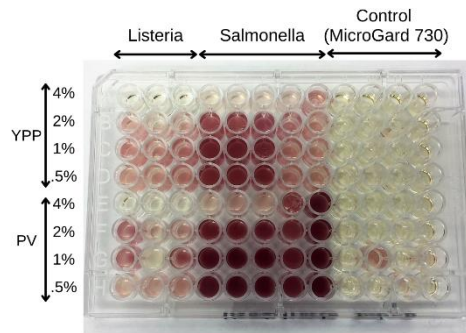 Control
Listeria Salmonella (MicroGard 730)
4%
2%
YPP
1%
.5%
4%
2%
PV
1%
.5%